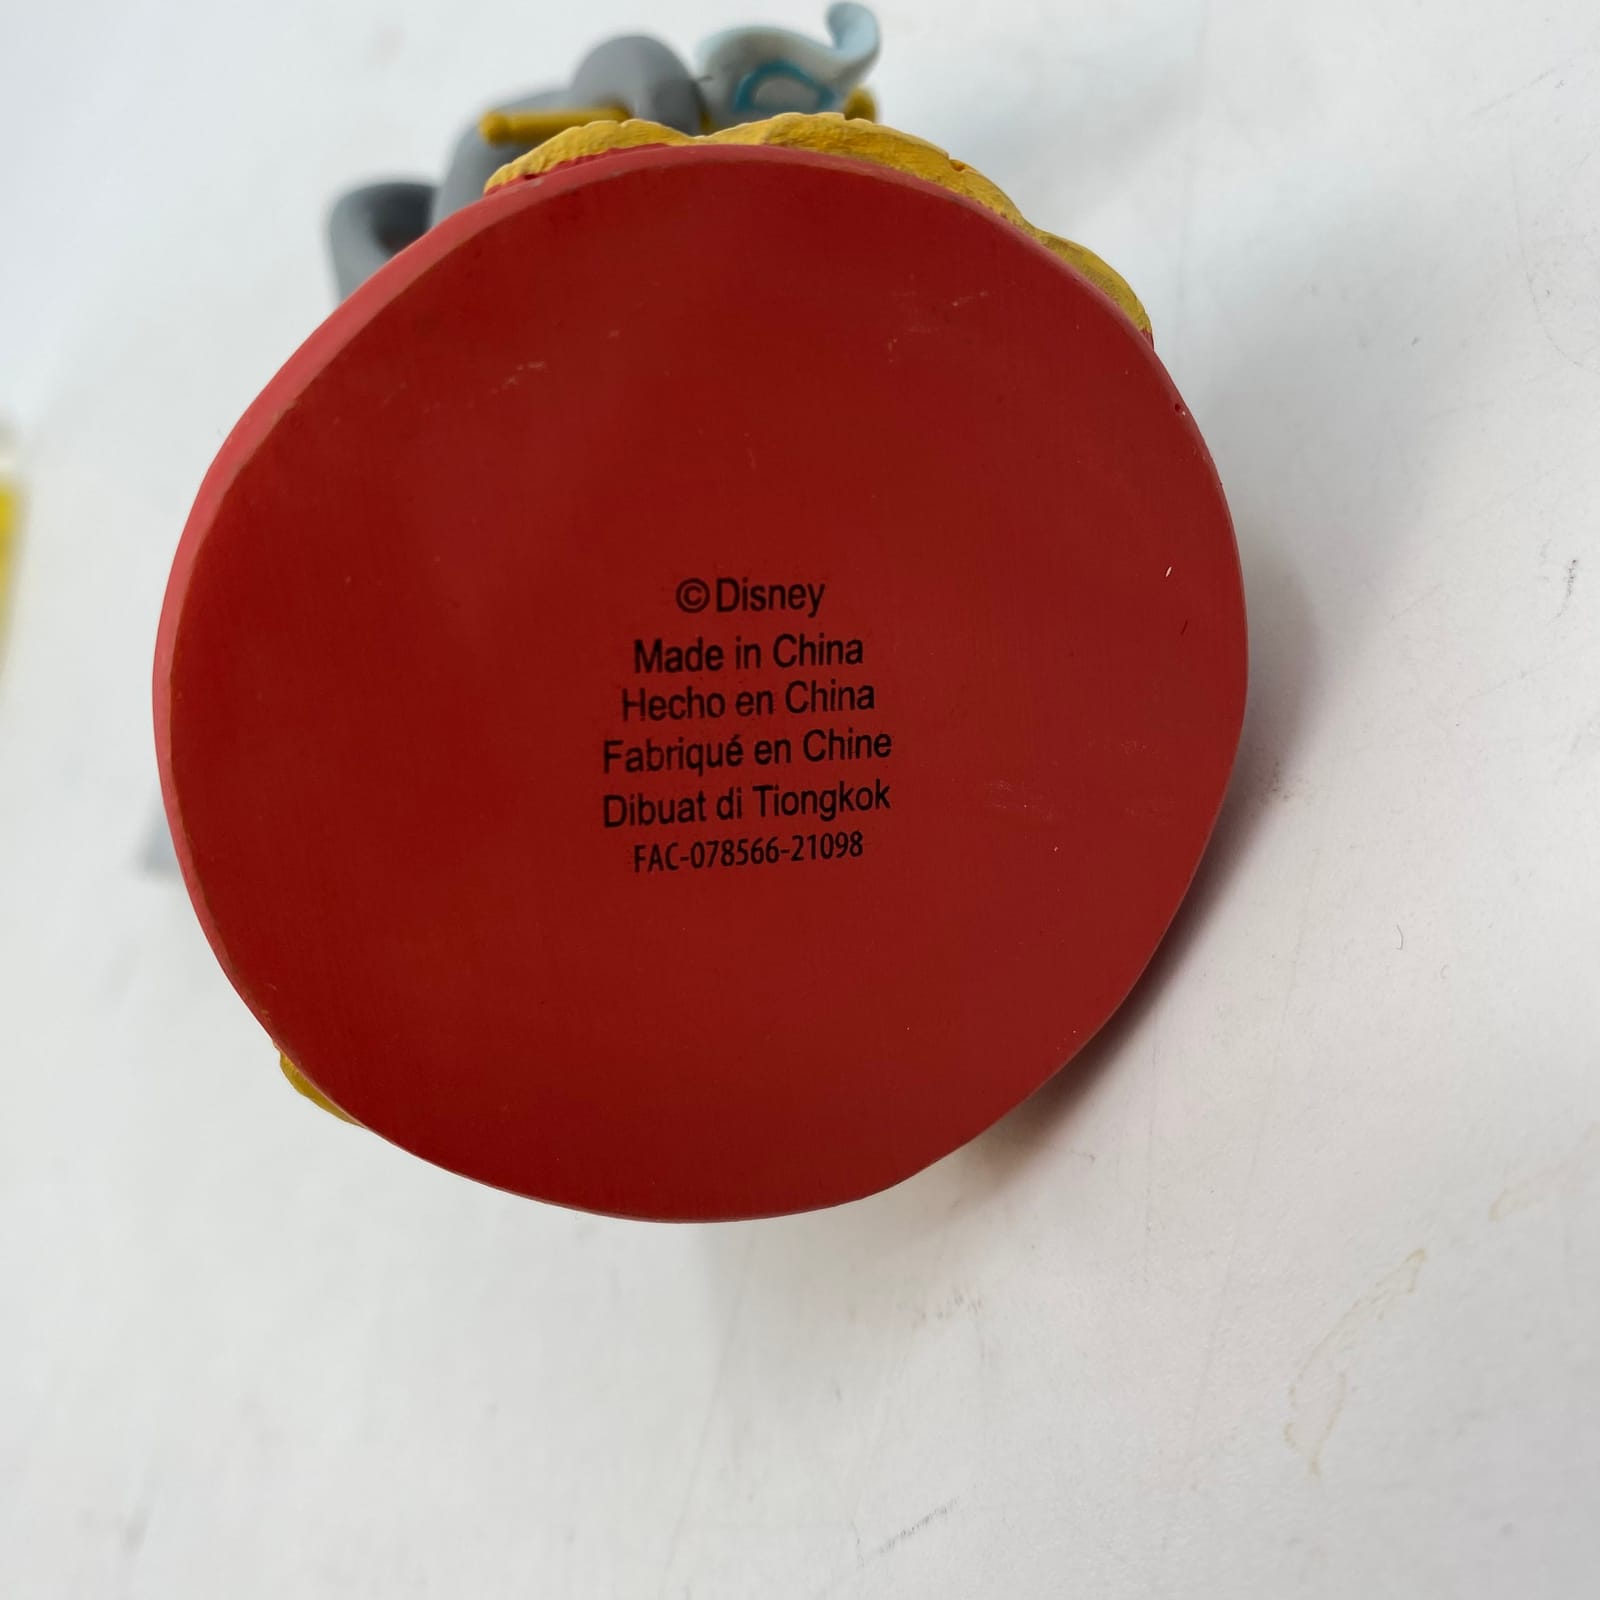 ©Disney
Made in China
Hecho en China
Fabriqué en Chine
Dibuat di Tiongkok
FAC-078566-21098